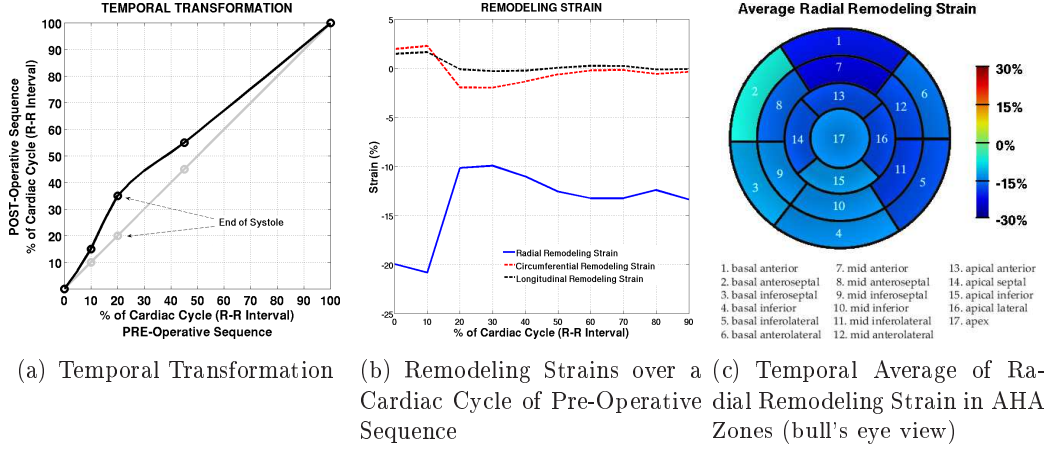 TEMPORAL TRANSFORMATION
POST-Operative Sequence
% of Cardiac Cycle (R-R Interval)
100
90
80
70
60
50
40
30
20
10
End of Systole
0 10 20 30 40 50 60 70 80 90 100
% of Cardiac Cycle (R-R Interval)
PRE-Operative Sequence
(a) Temporal Transformation
REMODELING STRAIN
Strain (%)
5
0
-5
-10
-15
-20
-25
Radial Remodeling Strain
Circumferential Remodeling Strain
Longitudinal Remodeling Strain
0 10 20 30 40 50 60 70 80 90
% of Cardiac Cycle (R-R Interval)
(b) Remodeling Strains over a
Cardiac Cycle of Pre-Operative
Sequence
Average Radial Remodeling Strain
1
7
2
8
13
12
6
14
17
16
3
9
15
11
5
10
4
30%
15%
0%
-15%
-30%
1. basal anterior
2. basal anteroseptal
3. basal inferoseptal
4. basal inferior
5. basal inferolateral
6. basal anterolateral
7. mid anterior
8. mid anteroseptal
9. mid inferoseptal
10. mid inferior
11. mid inferolateral
12. mid anterolateral
13. apical anterior
14. apical septal
15. apical inferior
16. apical lateral
17. apex
(c) Temporal Average of Ra-
dial Remodeling Strain in AHA
Zones (bull's eye view)